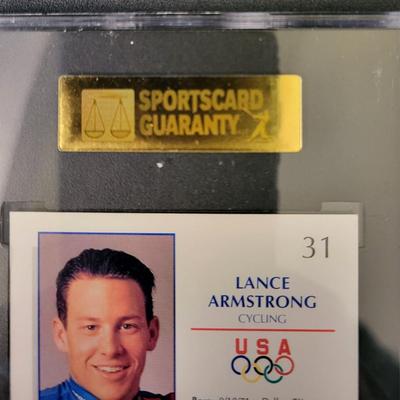 SPORTSCARD
GUARANTY
31
LANCE
ARMSTRONG
CYCLING
USA